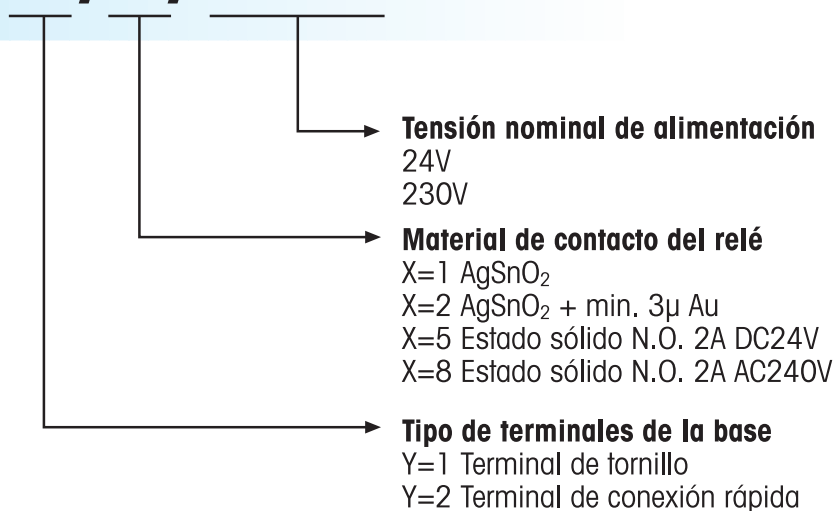 Tensión nominal de alimentación
24V
230V
Material de contacto del relé
X=1 AgSnO₂
X=2 AgSnO₂ + min. 3µ Au
X=5 Estado sólido N.O. 2A DC24V
X=8 Estado sólido N.O. 2A AC240V
Tipo de terminales de la base
Y=1 Terminal de tornillo
Y=2 Terminal de conexión rápida